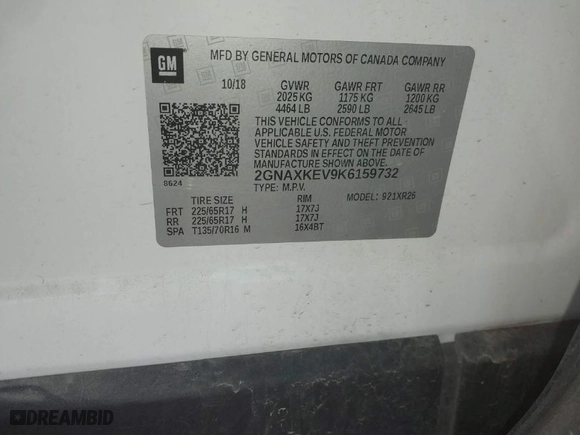 GM
MFD BY GENERAL MOTORS OF CANADA COMPANY
10/18 GVWR GAWR FRT GAWR RR
2025 KG 1175 KG 1200 KG
4464 LB 2590 LB 2645 LB
THIS VEHICLE CONFORMS TO ALL
APPLICABLE U.S. FEDERAL MOTOR
VEHICLE SAFETY AND THEFT PREVENTION
STANDARDS IN EFFECT ON THE DATE OF
MANUFACTURE SHOWN ABOVE.
2GNAXKEV9K6159732
8624 TYPE: M.P.V. MODEL: 921XR26
TIRE SIZE RIM
FRT 225/65R17 H 17X7J
RR 225/65R17 H 17X7J
SPA T135/70R16 M 16X4BT
DREAMBID